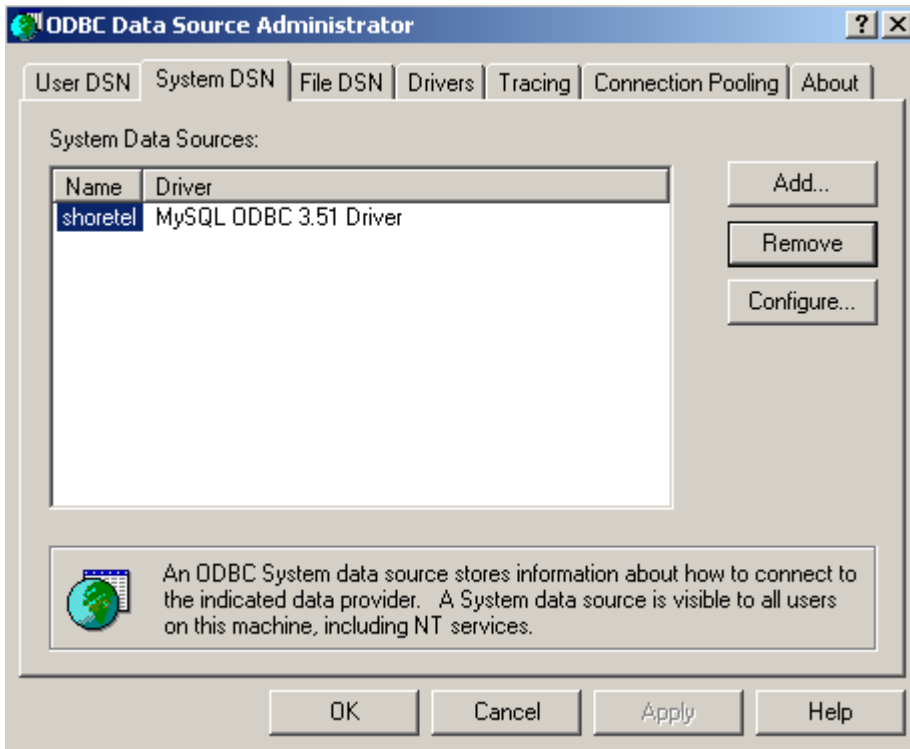 ODBC Data Source Administrator
User DSN System DSN File DSN Drivers Tracing Connection Pooling About
System Data Sources:
Name Driver
shoretel MySQL ODBC 3.51 Driver
Add...
Remove
Configure...
An ODBC System data source stores information about how to connect to
the indicated data provider. A System data source is visible to all users
on this machine, including NT services.
OK Cancel Apply Help